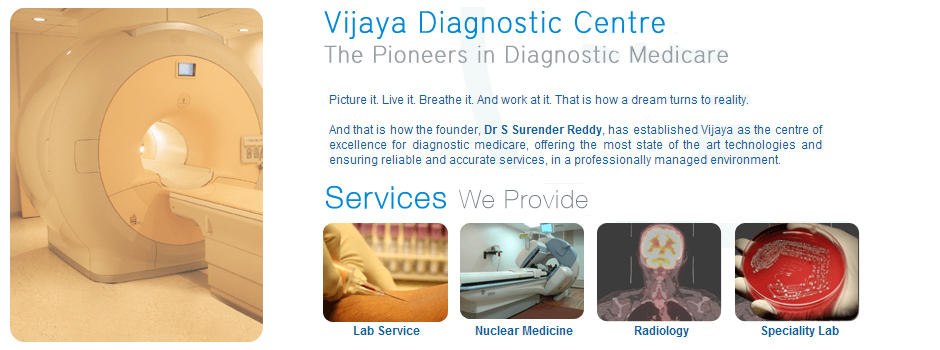 Vijaya Diagnostic Centre
The Pioneers in Diagnostic Medicare
Picture it. Live it. Breathe it. And work at it. That is how a dream turns to reality.
And that is how the founder, Dr S Surender Reddy, has established Vijaya as the centre of
excellence for diagnostic medicare, offering the most state of the art technologies and
ensuring reliable and accurate services, in a professionally managed environment.
Services We Provide
Lab Service
Nuclear Medicine
Radiology
Speciality Lab